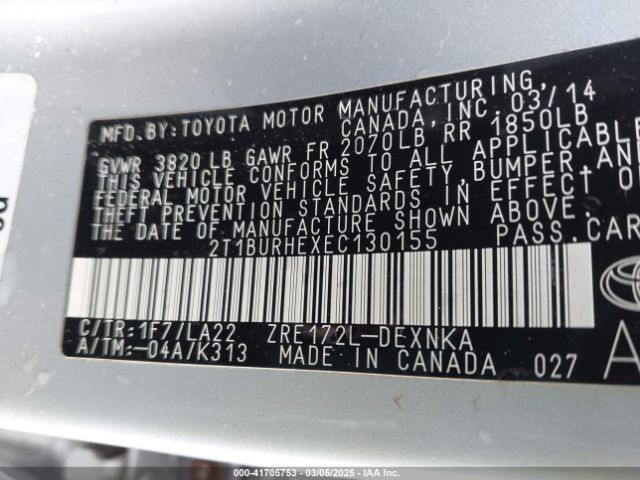 MFD. BY: TOYOTA MOTOR MANUFACTURING,
CANADA, INC. 03/14
GVWR 3820 LB GAWR FR 2070LB RR 1850LB
THIS VEHICLE CONFORMS TO ALL APPLICABLE
FEDERAL MOTOR VEHICLE SAFETY, BUMPER, AND
THEFT PREVENTION STANDARDS IN EFFECT
THE DATE OF MANUFACTURE SHOWN ABOVE.
2T1BURHEXEC130155 PASS. CAR
C/TR: 1F7/LA22 ZRE172L-DEXNKA
A/TM: -04A/K313 MADE IN CANADA 027
000-41705753 - 03/05/2025 - IAA Inc.